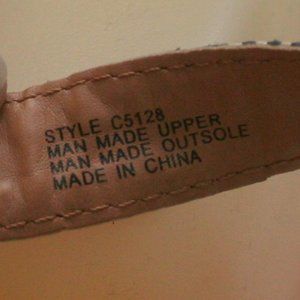 STYLE C5128
MAN MADE UPPER
MAN MADE OUTSOLE
MADE IN CHINA